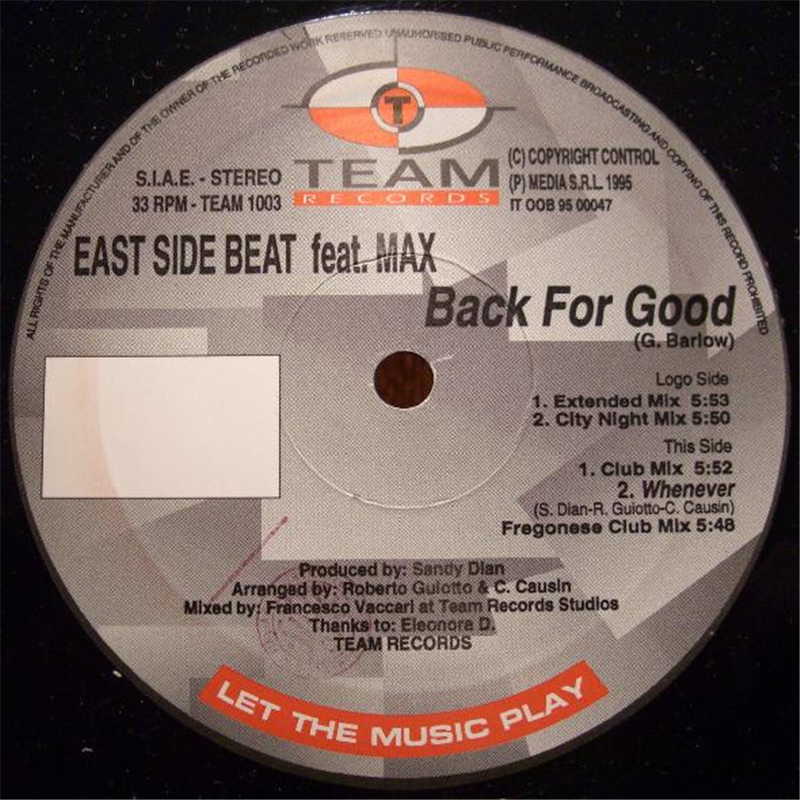 ALL RIGHTS OF THE MANUFACTURER AND OF THE OWNER OF THE RECORDED WORK RESERVED UNAUTHORISED PUBLIC PERFORMANCE BROADCASTING AND COPYING OF THIS RECORD PROHIBITED
T
TEAM
RECORDS
S.I.A.E. - STEREO
33 RPM - TEAM 1003
(C) COPYRIGHT CONTROL
(P) MEDIA S.R.L. 1995
IT OOB 95 00047
EAST SIDE BEAT feat. MAX
Back For Good
(G. Barlow)
Logo Side
1. Extended Mix 5:53
2. City Night Mix 5:50
This Side
1. Club Mix 5:52
2. Whenever
(S. Dian-R. Guiotto-C. Causin)
Fregonese Club Mix 5:48
Produced by: Sandy Dian
Arranged by: Roberto Guiotto & C. Causin
Mixed by: Francesco Vaccari at Team Records Studios
Thanks to: Eleonora D.
TEAM RECORDS
LET THE MUSIC PLAY